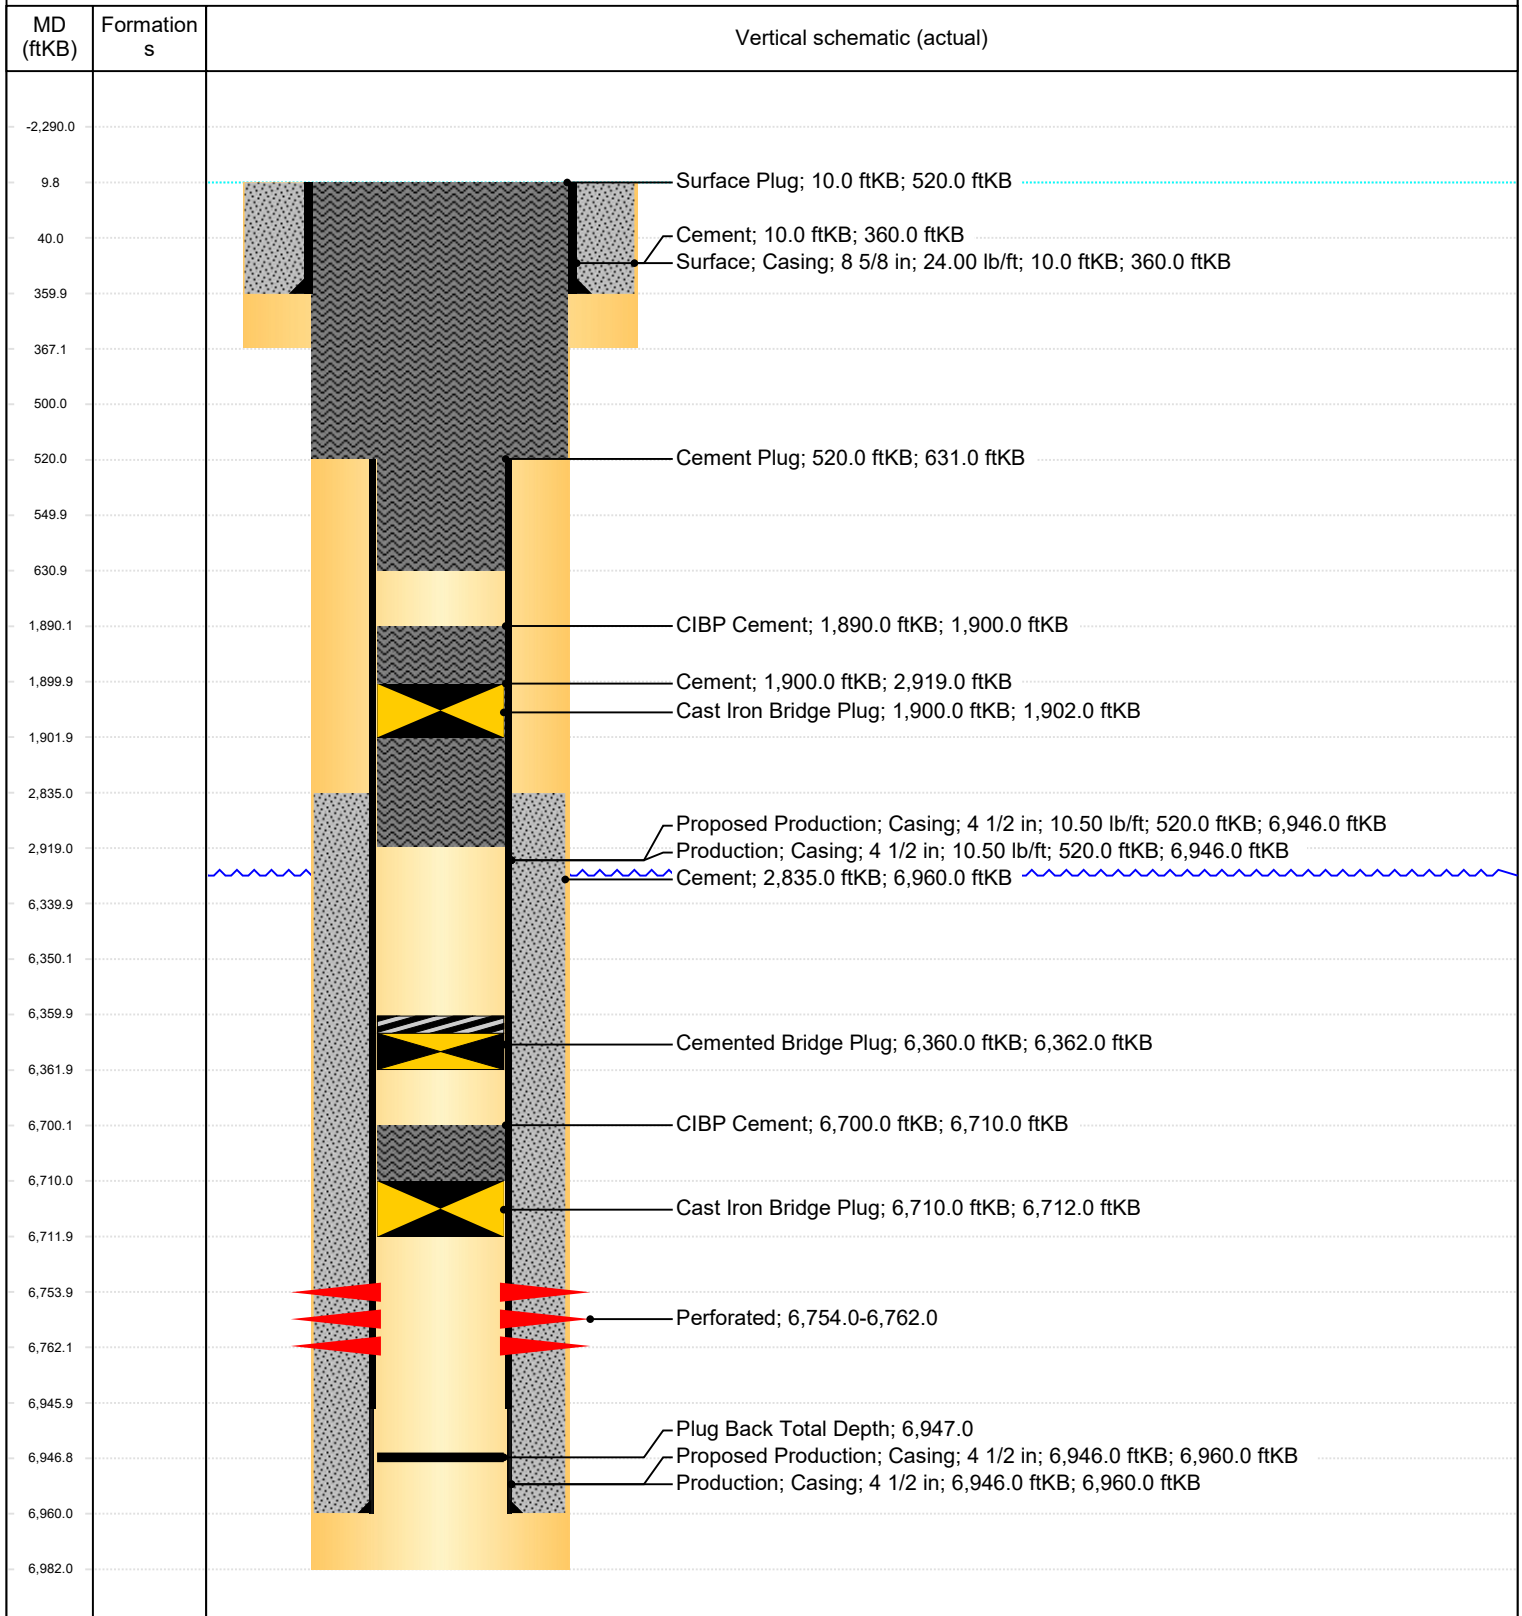 MD
(ftKB)
Formation
s
Vertical schematic (actual)
-2,290.0
9.8
Surface Plug; 10.0 ftKB; 520.0 ftKB
40.0
Cement; 10.0 ftKB; 360.0 ftKB
Surface; Casing; 8 5/8 in; 24.00 lb/ft; 10.0 ftKB; 360.0 ftKB
359.9
367.1
500.0
520.0
Cement Plug; 520.0 ftKB; 631.0 ftKB
549.9
630.9
1,890.1
CIBP Cement; 1,890.0 ftKB; 1,900.0 ftKB
1,899.9
Cement; 1,900.0 ftKB; 2,919.0 ftKB
Cast Iron Bridge Plug; 1,900.0 ftKB; 1,902.0 ftKB
1,901.9
2,835.0
Proposed Production; Casing; 4 1/2 in; 10.50 lb/ft; 520.0 ftKB; 6,946.0 ftKB
2,919.0
Production; Casing; 4 1/2 in; 10.50 lb/ft; 520.0 ftKB; 6,946.0 ftKB
Cement; 2,835.0 ftKB; 6,960.0 ftKB
6,339.9
6,350.1
6,359.9
Cemented Bridge Plug; 6,360.0 ftKB; 6,362.0 ftKB
6,361.9
6,700.1
CIBP Cement; 6,700.0 ftKB; 6,710.0 ftKB
6,710.0
Cast Iron Bridge Plug; 6,710.0 ftKB; 6,712.0 ftKB
6,711.9
6,753.9
Perforated; 6,754.0-6,762.0
6,762.1
6,945.9
Plug Back Total Depth; 6,947.0
6,946.8
Proposed Production; Casing; 4 1/2 in; 6,946.0 ftKB; 6,960.0 ftKB
Production; Casing; 4 1/2 in; 6,946.0 ftKB; 6,960.0 ftKB
6,960.0
6,982.0